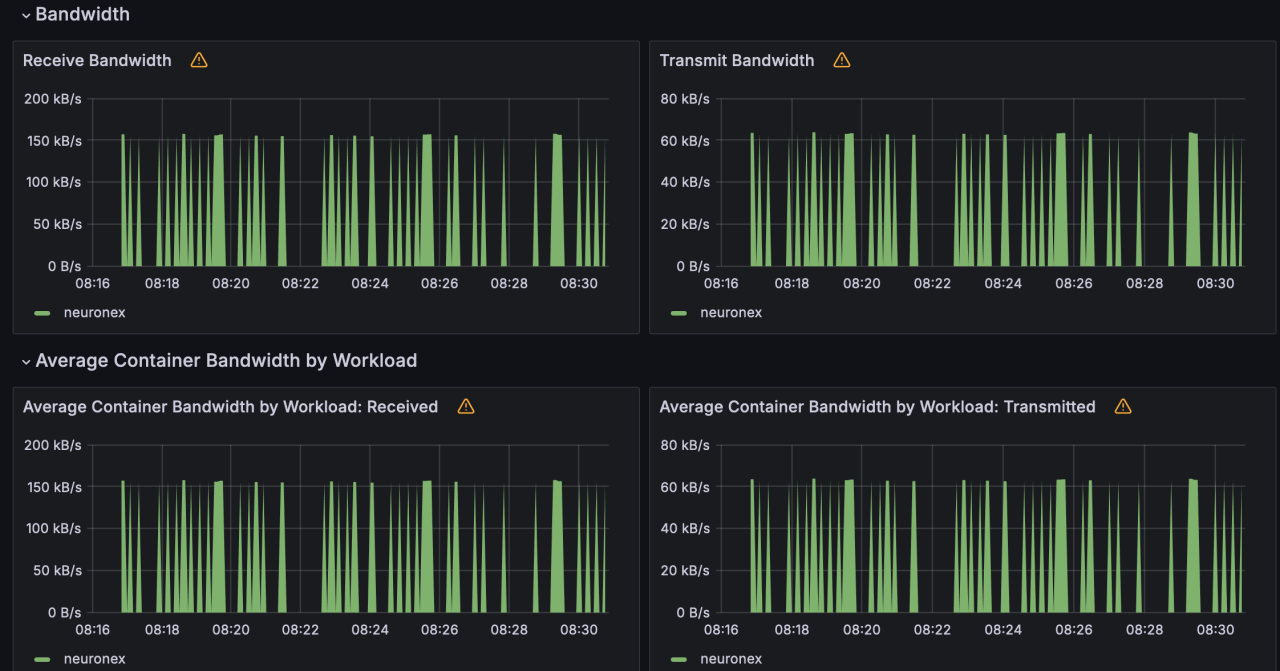 Bandwidth
Receive Bandwidth
200 kB/s
150 kB/s
100 kB/s
50 kB/s
0 B/s
08:16 08:18 08:20 08:22 08:24 08:26 08:28 08:30
neuronex
Transmit Bandwidth
80 kB/s
60 kB/s
40 kB/s
20 kB/s
0 B/s
08:16 08:18 08:20 08:22 08:24 08:26 08:28 08:30
neuronex
Average Container Bandwidth by Workload
Average Container Bandwidth by Workload: Received
200 kB/s
150 kB/s
100 kB/s
50 kB/s
0 B/s
08:16 08:18 08:20 08:22 08:24 08:26 08:28 08:30
neuronex
Average Container Bandwidth by Workload: Transmitted
80 kB/s
60 kB/s
40 kB/s
20 kB/s
0 B/s
08:16 08:18 08:20 08:22 08:24 08:26 08:28 08:30
neuronex